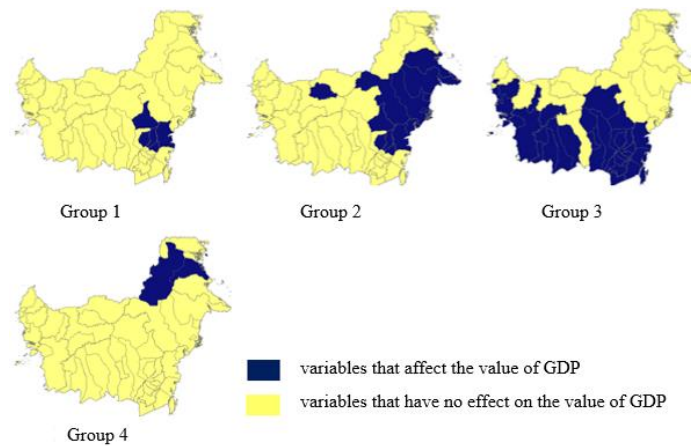 Group 1
Group 2
Group 3
Group 4
variables that affect the value of GDP
variables that have no effect on the value of GDP